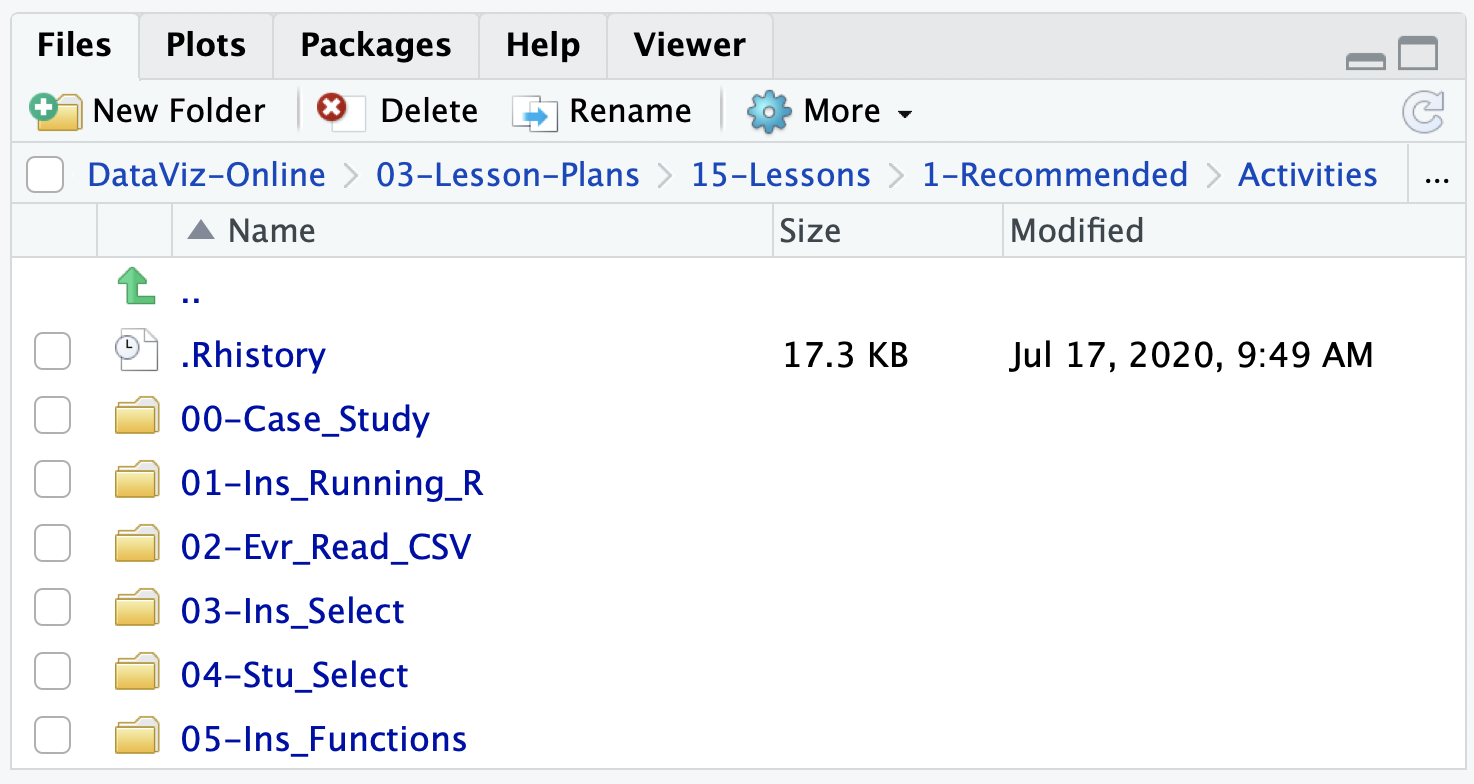 Files Plots Packages Help Viewer
New Folder Delete Rename More
DataViz-Online 03-Lesson-Plans 15-Lessons 1-Recommended Activities ...
Name Size Modified
..
.Rhistory 17.3 KB Jul 17, 2020, 9:49 AM
00-Case_Study
01-Ins_Running_R
02-Evr_Read_CSV
03-Ins_Select
04-Stu_Select
05-Ins_Functions